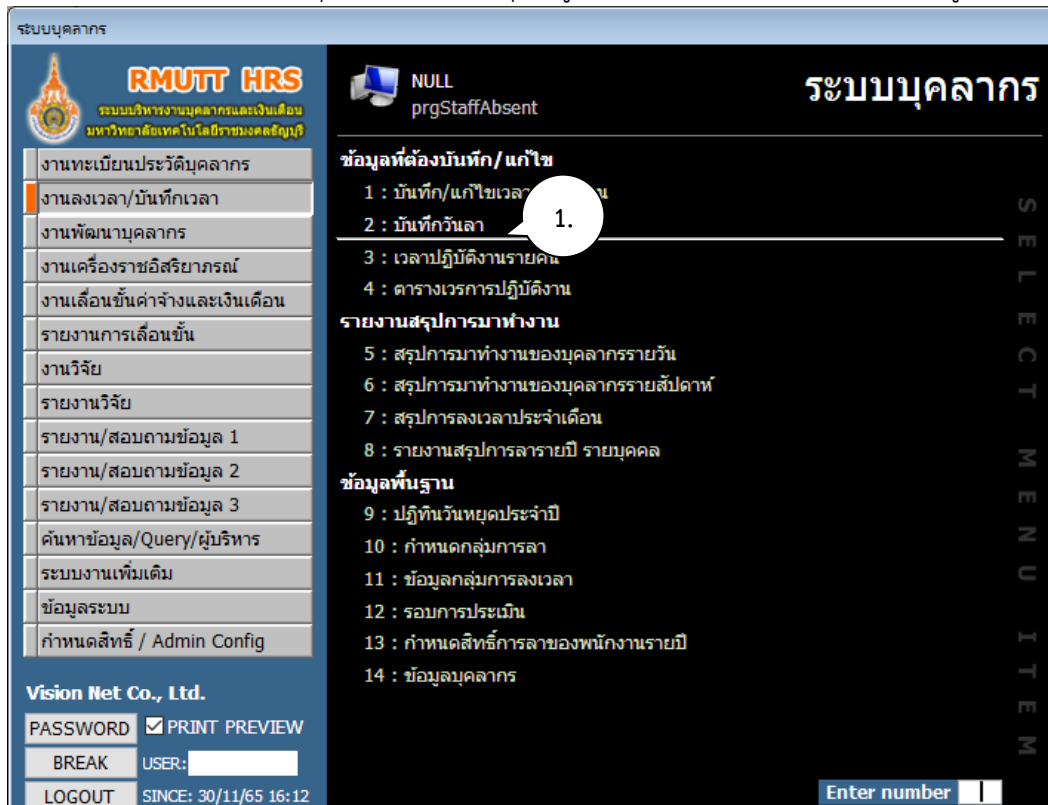 ระบบบุคลากร
RMUTT HRS
ระบบบริหารงานบุคลากรและเงินเดือน
มหาวิทยาลัยเทคโนโลยีราชมงคลธัญบุรี
งานทะเบียนประวัติบุคลากร
งานลงเวลา/บันทึกเวลา
งานพัฒนาบุคลากร
งานเครื่องราชอิสริยาภรณ์
งานเลื่อนขั้นค่าจ้างและเงินเดือน
รายงานการเลื่อนขั้น
งานวิจัย
รายงานวิจัย
รายงาน/สอบถามข้อมูล 1
รายงาน/สอบถามข้อมูล 2
รายงาน/สอบถามข้อมูล 3
ค้นหาข้อมูล/Query/ผู้บริหาร
ระบบงานเพิ่มเติม
ข้อมูลระบบ
กำหนดสิทธิ์ / Admin Config
Vision Net Co., Ltd.
PASSWORD PRINT PREVIEW
BREAK USER:
LOGOUT SINCE: 30/11/65 16:12
NULL
prgStaffAbsent
ระบบบุคลากร
ข้อมูลที่ต้องบันทึก/แก้ไข
1 : บันทึก/แก้ไขเวลา
2 : บันทึกวันลา
1.
3 : เวลาปฏิบัติงานรายคน
4 : ตารางเวรการปฏิบัติงาน
รายงานสรุปการมาทำงาน
5 : สรุปการมาทำงานของบุคลากรรายวัน
6 : สรุปการมาทำงานของบุคลากรรายสัปดาห์
7 : สรุปการลงเวลาประจำเดือน
8 : รายงานสรุปการลารายปี รายบุคคล
ข้อมูลพื้นฐาน
9 : ปฏิทินวันหยุดประจำปี
10 : กำหนดกลุ่มการลา
11 : ข้อมูลกลุ่มการลงเวลา
12 : รอบการประเมิน
13 : กำหนดสิทธิ์การลาของพนักงานรายปี
14 : ข้อมูลบุคลากร
SELECT MENU ITEM
Enter number